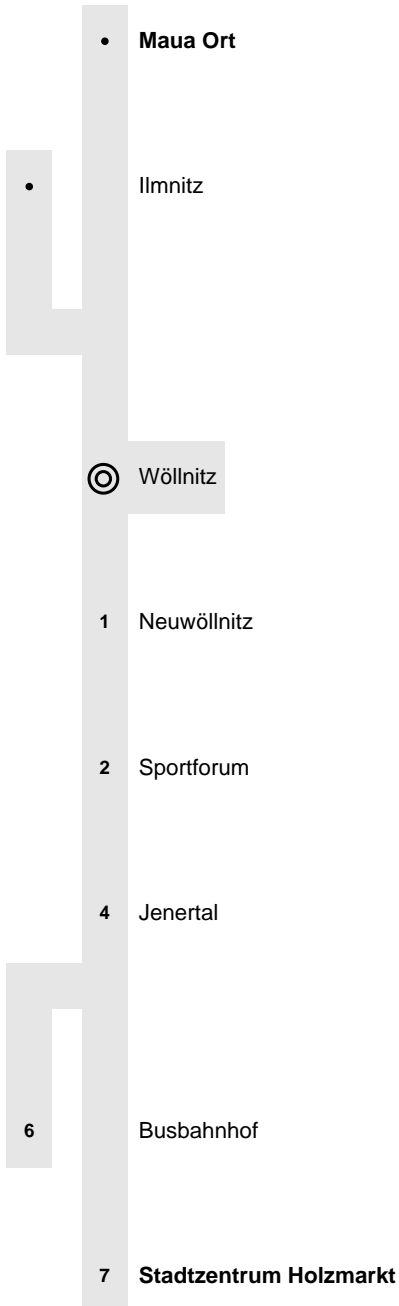 Maua Ort
Ilmnitz
Wöllnitz
1 Neuwöllnitz
2 Sportforum
4 Jenertal
6 Busbahnhof
7 Stadtzentrum Holzmarkt